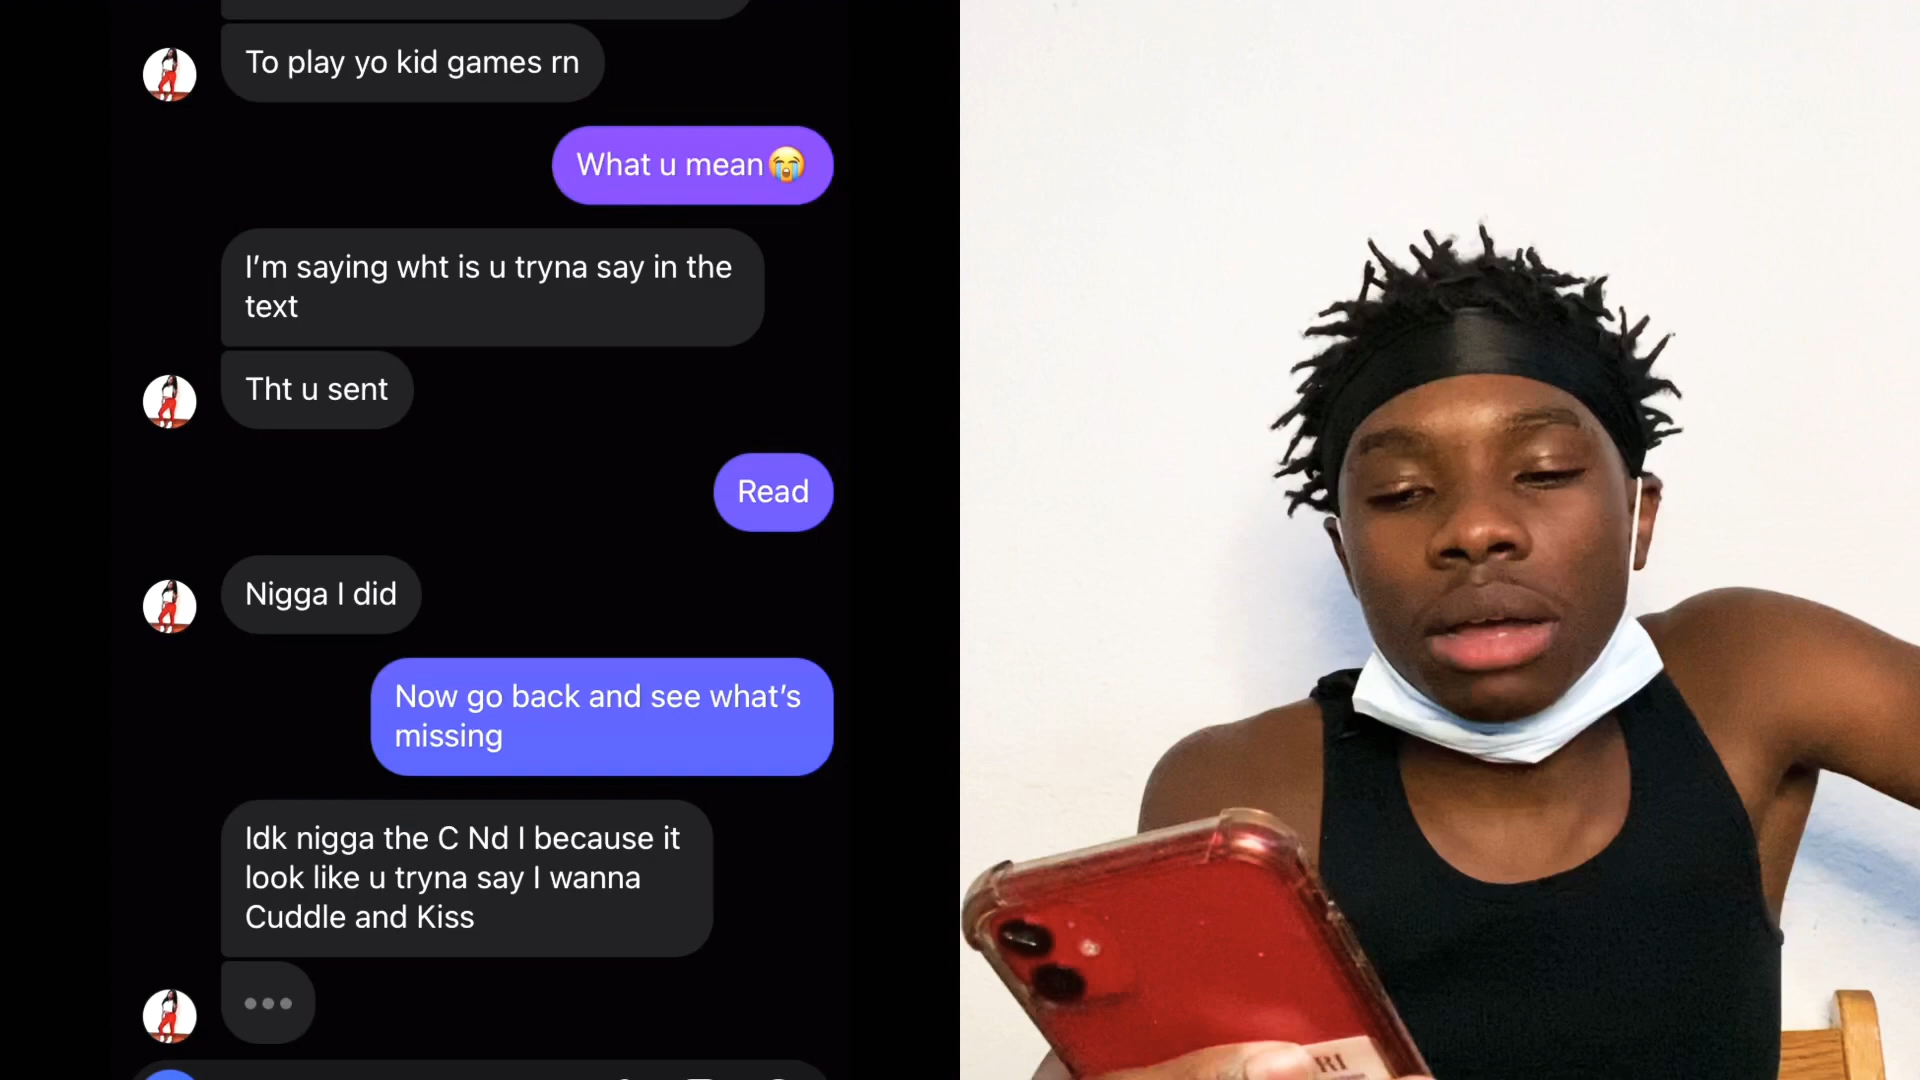 To play yo kid games rn
What u mean😭
I’m saying wht is u tryna say in the
text
Tht u sent
Read
Nigga I did
Now go back and see what’s
missing
Idk nigga the C Nd I because it
look like u tryna say I wanna
Cuddle and Kiss
RI